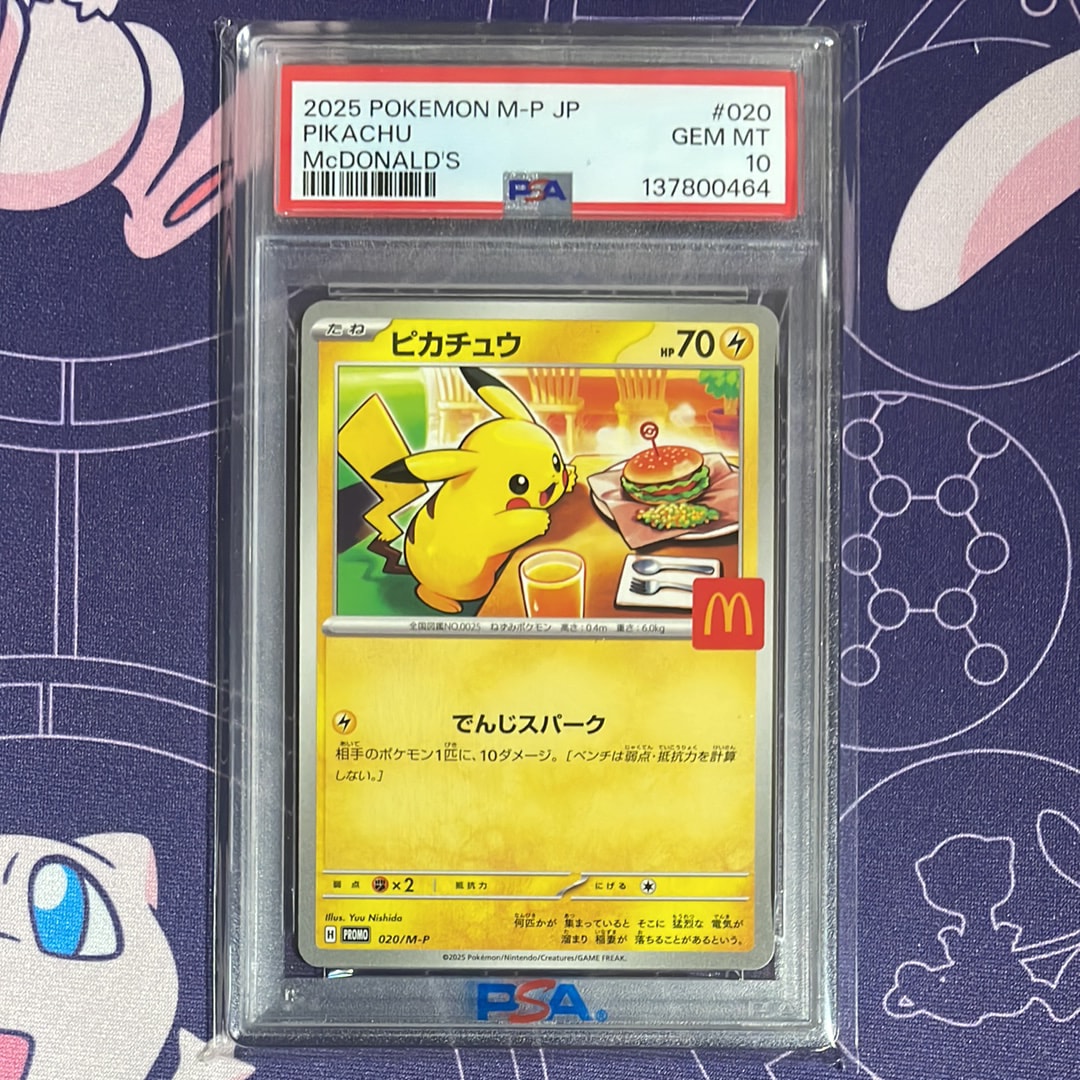 2025 POKEMON M-P JP
#020
PIKACHU
GEM MT
McDONALD'S
10
PSA
137800464
たね
ピカチュウ
HP70
M
全国図鑑NO.0025 ねずみポケモン 高さ:0.4m 重さ:6.0kg
でんじスパーク
相手のポケモン1匹に、10ダメージ。[ベンチは弱点・抵抗力を計算
しない。]
弱点 ×2 抵抗力 にげる
Illus. Yuu Nishida
何匹かが 集まっていると そこに 猛烈な 電気が
溜まり 稲妻が 落ちることがあるという。
H PROMO 020/M-P
©2025 Pokémon/Nintendo/Creatures/GAME FREAK.
PSA®